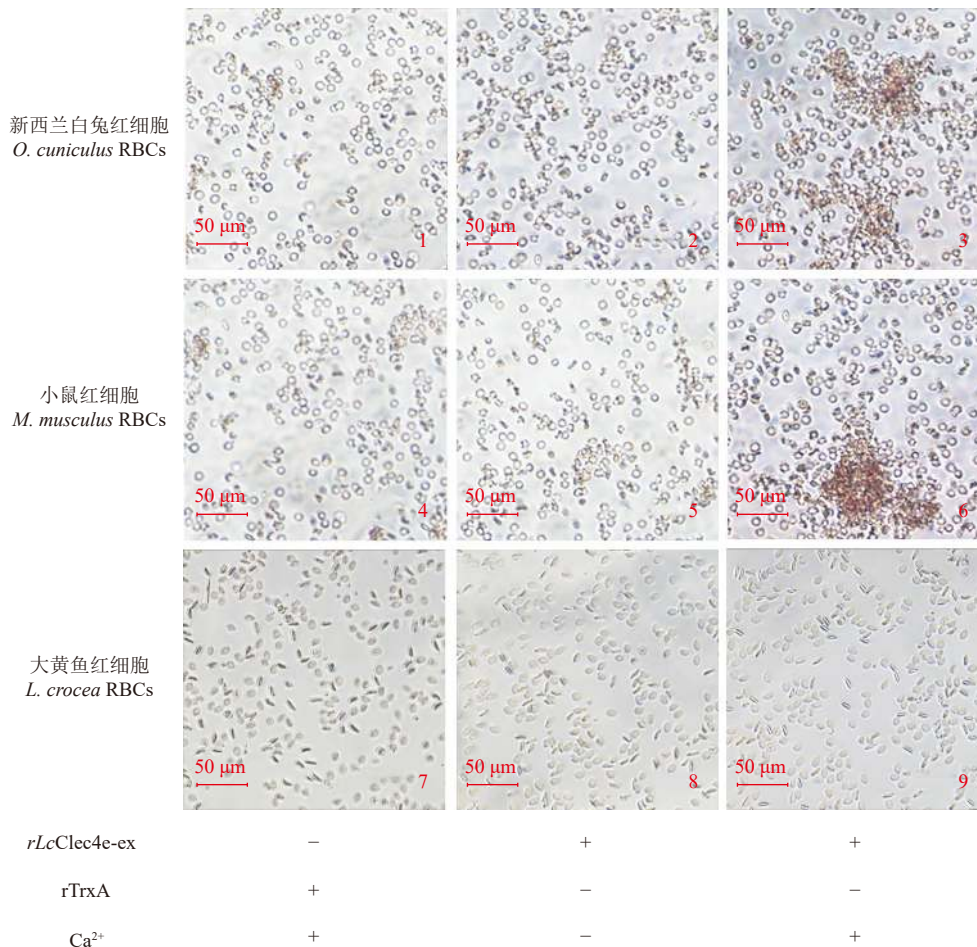 新西兰白兔红细胞
O. cuniculus RBCs
50 μm
1
50 μm
2
50 μm
3
小鼠红细胞
M. musculus RBCs
50 μm
4
50 μm
5
50 μm
6
大黄鱼红细胞
L. crocea RBCs
50 μm
7
50 μm
8
50 μm
9
rLcClec4e-ex − + +
rTrxA + − −
Ca²⁺ + − +